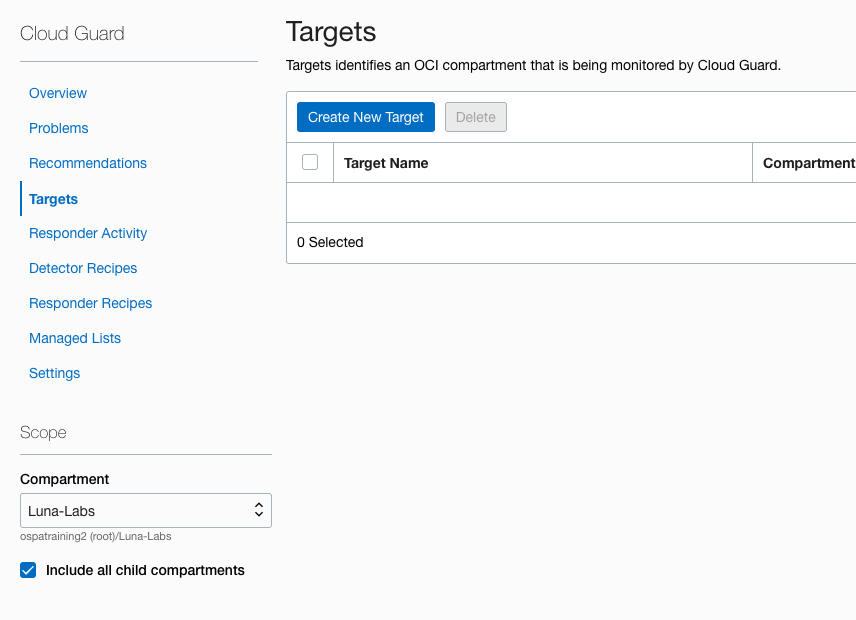 Cloud Guard
Overview
Problems
Recommendations
Targets
Responder Activity
Detector Recipes
Responder Recipes
Managed Lists
Settings
Scope
Compartment
Luna-Labs
ospatraining2 (root)/Luna-Labs
Include all child compartments
Targets
Targets identifies an OCI compartment that is being monitored by Cloud Guard.
Create New Target Delete
Target Name Compartment
0 Selected